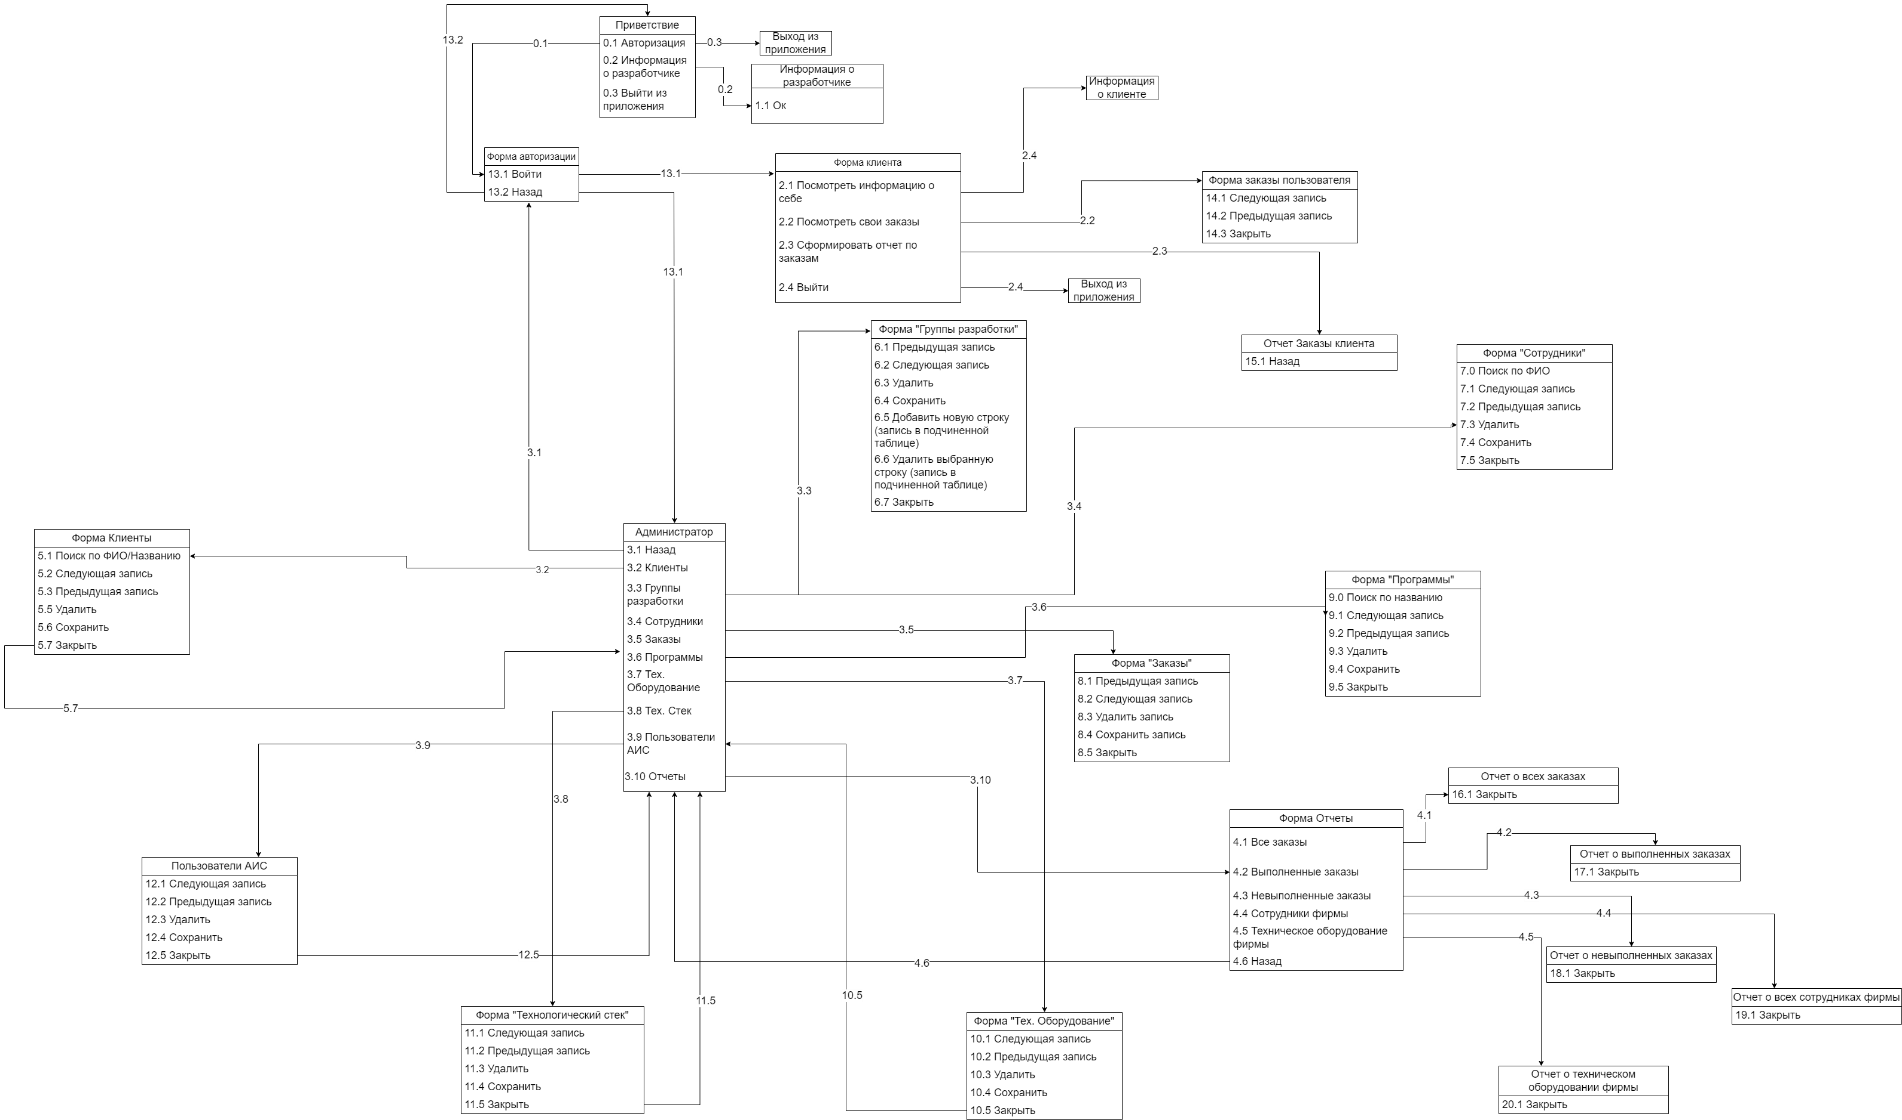 Приветствие
0.1 Авторизация
0.2 Информация
о разработчике
0.3 Выйти из
приложения
13.2
0.1
0.3
0.2
Выход из
приложения
Информация о
разработчике
1.1 Ок
Форма авторизации
13.1 Войти
13.2 Назад
13.1
13.1
3.1
Форма клиента
2.1 Посмотреть информацию о
себе
2.2 Посмотреть свои заказы
2.3 Сформировать отчет по
заказам
2.4 Выйти
2.4
2.2
2.3
2.4
Информация
о клиенте
Форма заказы пользователя
14.1 Следующая запись
14.2 Предыдущая запись
14.3 Закрыть
Выход из
приложения
Отчет Заказы клиента
15.1 Назад
Форма "Группы разработки"
6.1 Предыдущая запись
6.2 Следующая запись
6.3 Удалить
6.4 Сохранить
6.5 Добавить новую строку
(запись в подчиненной
таблице)
6.6 Удалить выбранную
строку (запись в
подчиненной таблице)
6.7 Закрыть
Форма "Сотрудники"
7.0 Поиск по ФИО
7.1 Следующая запись
7.2 Предыдущая запись
7.3 Удалить
7.4 Сохранить
7.5 Закрыть
3.3
3.4
Форма Клиенты
5.1 Поиск по ФИО/Названию
5.2 Следующая запись
5.3 Предыдущая запись
5.5 Удалить
5.6 Сохранить
5.7 Закрыть
3.2
5.7
Администратор
3.1 Назад
3.2 Клиенты
3.3 Группы
разработки
3.4 Сотрудники
3.5 Заказы
3.6 Программы
3.7 Тех.
Оборудование
3.8 Тех. Стек
3.9 Пользователи
АИС
3.10 Отчеты
3.6
3.5
3.7
3.9
3.8
3.10
Форма "Программы"
9.0 Поиск по названию
9.1 Следующая запись
9.2 Предыдущая запись
9.3 Удалить
9.4 Сохранить
9.5 Закрыть
Форма "Заказы"
8.1 Предыдущая запись
8.2 Следующая запись
8.3 Удалить запись
8.4 Сохранить запись
8.5 Закрыть
Форма Отчеты
4.1 Все заказы
4.2 Выполненные заказы
4.3 Невыполненные заказы
4.4 Сотрудники фирмы
4.5 Техническое оборудование
фирмы
4.6 Назад
4.1
4.2
4.3
4.4
4.5
4.6
Отчет о всех заказах
16.1 Закрыть
Отчет о выполненных заказах
17.1 Закрыть
Отчет о невыполненных заказах
18.1 Закрыть
Отчет о всех сотрудниках фирмы
19.1 Закрыть
Отчет о техническом
оборудовании фирмы
20.1 Закрыть
Пользователи АИС
12.1 Следующая запись
12.2 Предыдущая запись
12.3 Удалить
12.4 Сохранить
12.5 Закрыть
12.5
11.5
10.5
Форма "Технологический стек"
11.1 Следующая запись
11.2 Предыдущая запись
11.3 Удалить
11.4 Сохранить
11.5 Закрыть
Форма "Тех. Оборудование"
10.1 Следующая запись
10.2 Предыдущая запись
10.3 Удалить
10.4 Сохранить
10.5 Закрыть